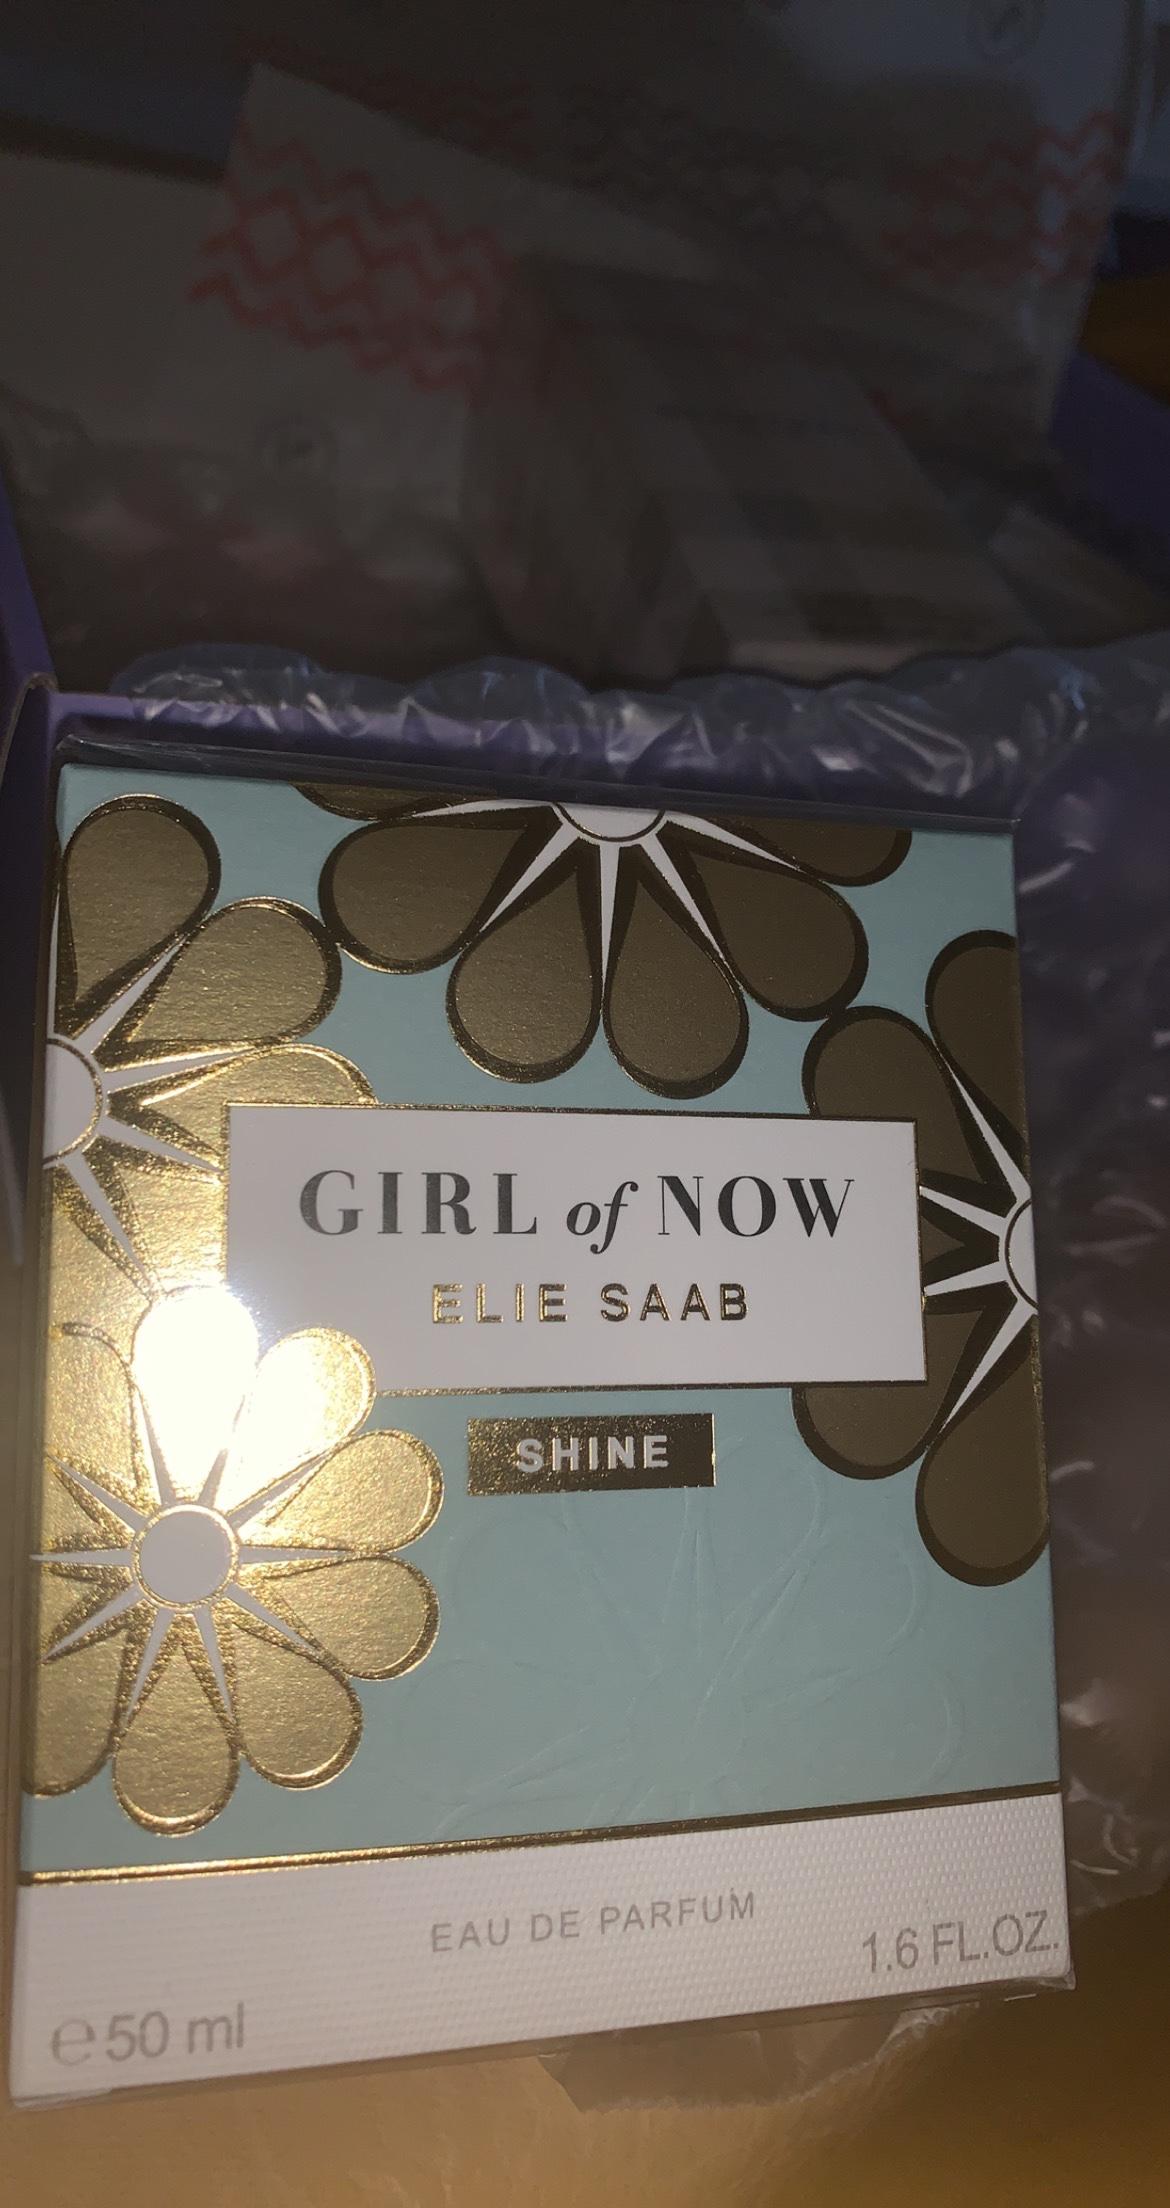 GIRL of NOW
ELIE SAAB
SHINE
EAU DE PARFUM
1.6 FL.OZ.
℮50 ml